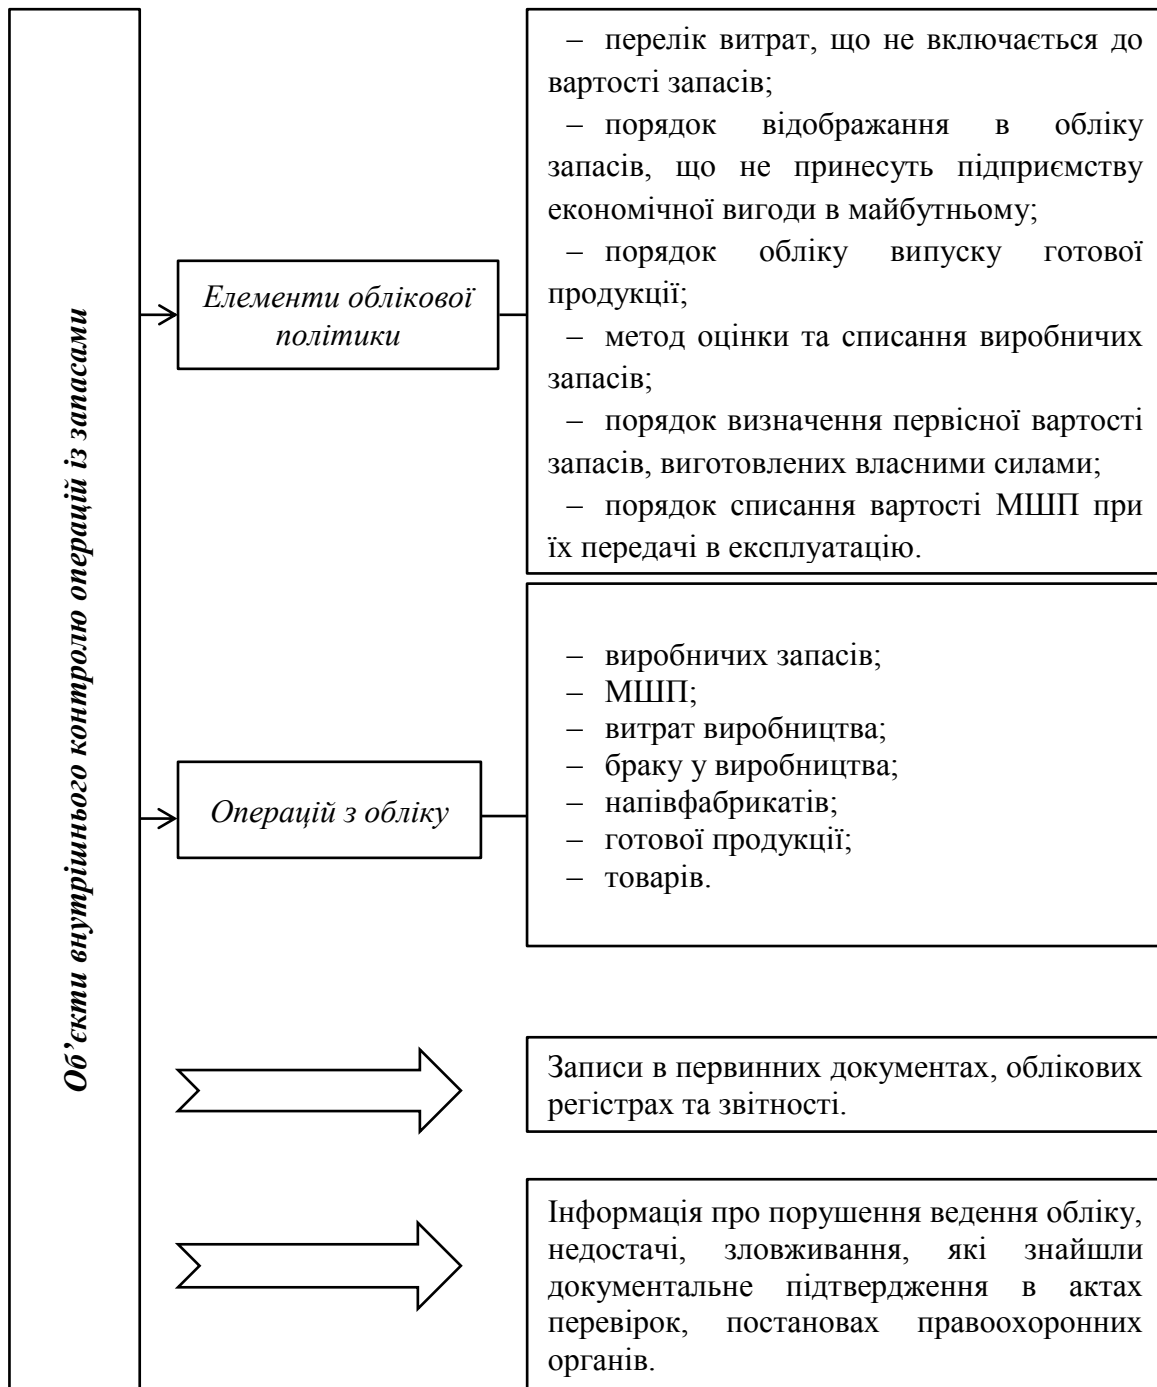 Об’єкти внутрішнього контролю операцій із запасами
Елементи облікової
політики
– перелік витрат, що не включається до
вартості запасів;
– порядок відображання в обліку
запасів, що не принесуть підприємству
економічної вигоди в майбутньому;
– порядок обліку випуску готової
продукції;
– метод оцінки та списання виробничих
запасів;
– порядок визначення первісної вартості
запасів, виготовлених власними силами;
– порядок списання вартості МШП при
їх передачі в експлуатацію.
Операцій з обліку
– виробничих запасів;
– МШП;
– витрат виробництва;
– браку у виробництва;
– напівфабрикатів;
– готової продукції;
– товарів.
Записи в первинних документах, облікових
регістрах та звітності.
Інформація про порушення ведення обліку,
недостачі, зловживання, які знайшли
документальне підтвердження в актах
перевірок, постановах правоохоронних
органів.